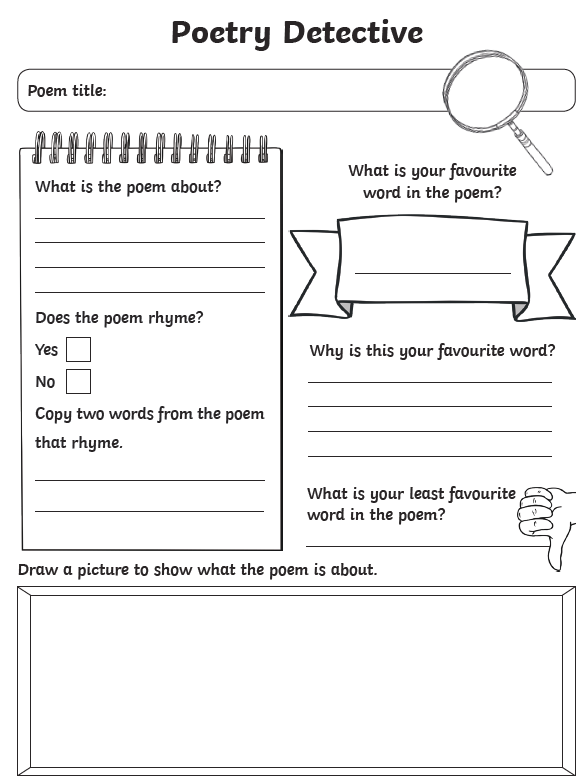 Poetry Detective
Poem title:
What is the poem about?
Does the poem rhyme?
Yes
No
Copy two words from the poem
that rhyme.
What is your favourite
word in the poem?
Why is this your favourite word?
What is your least favourite
word in the poem?
Draw a picture to show what the poem is about.